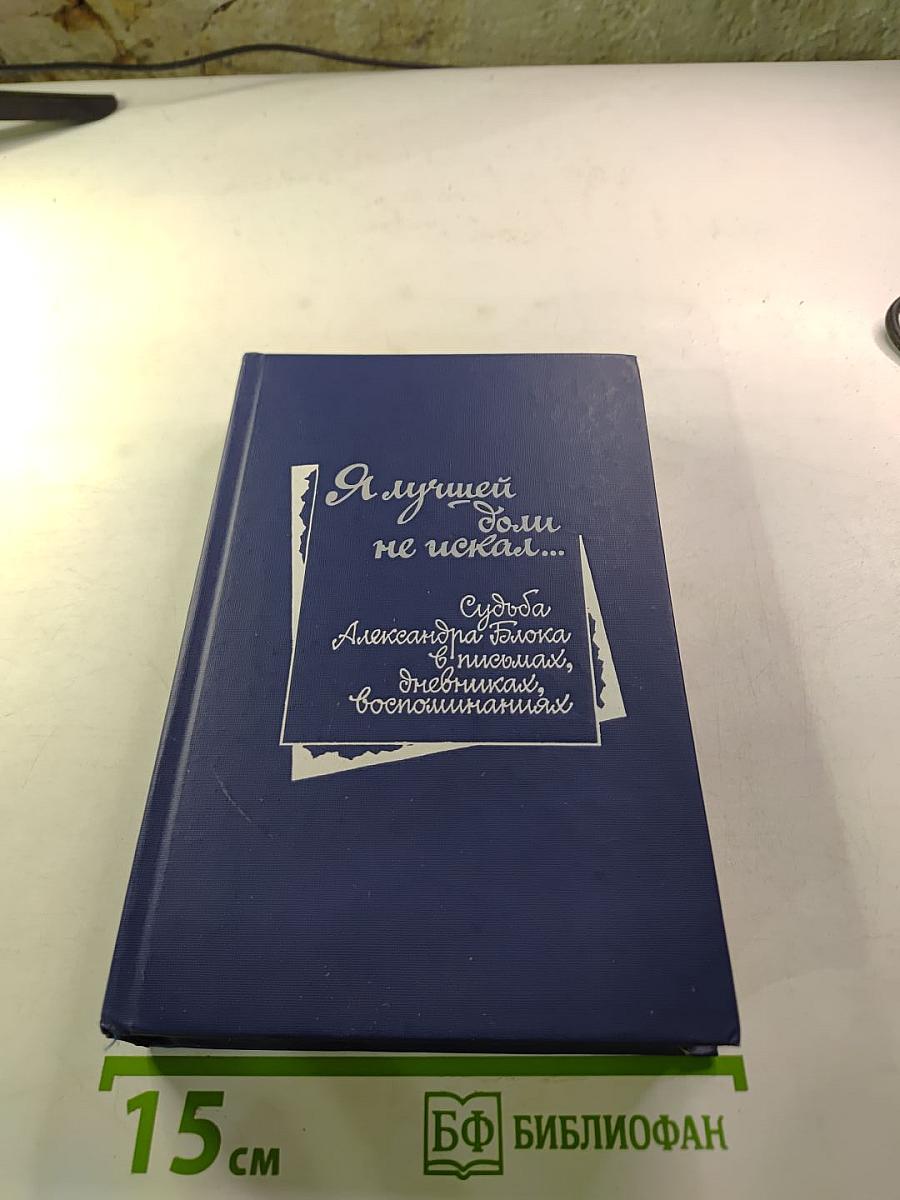 Я лучшей
доли
не искал...
Судьба
Александра Блока
в письмах,
дневниках,
воспоминаниях
15 см
БФ БИБЛИОФАН